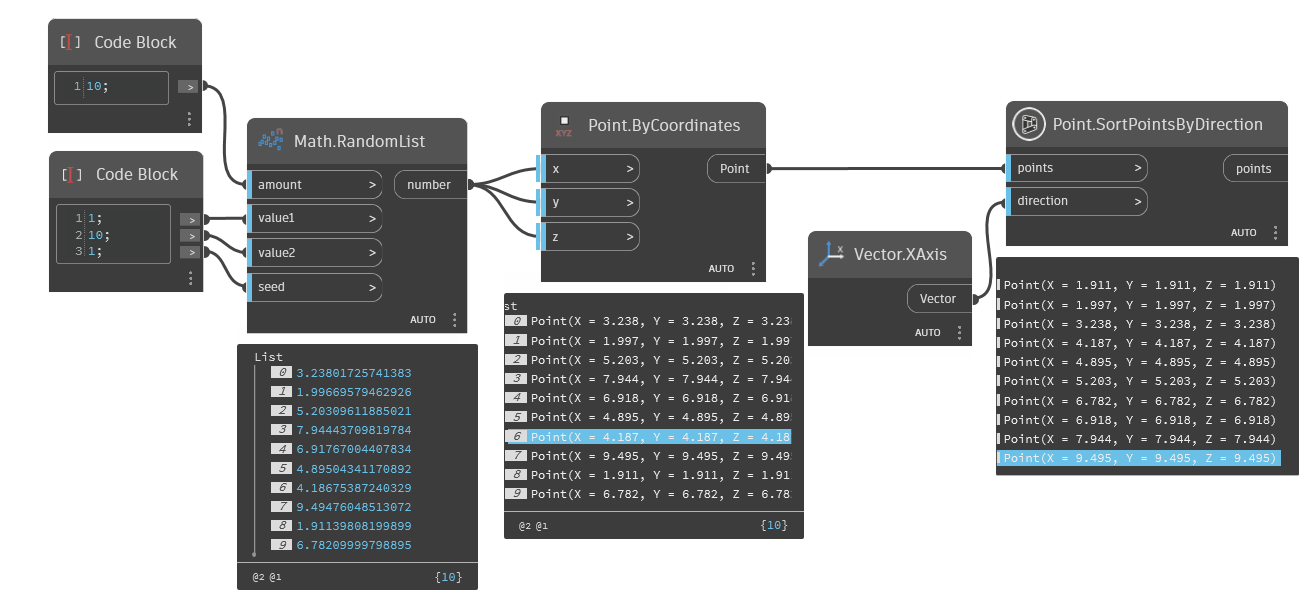 Code Block
1 10;
>
Code Block
1 1;
2 10;
3 1;
>
>
>
Math.RandomList
amount >
number
value1 >
value2 >
seed >
AUTO
List
0 3.23801725741383
1 1.99669579462926
2 5.20309611885021
3 7.94443709819784
4 6.91767004407834
5 4.89504341170892
6 4.18675387240329
7 9.49476048513072
8 1.91139808199899
9 6.78209999798895
@2 @1
{10}
XYZ
Point.ByCoordinates
x >
Point
y >
z >
AUTO
st
0 Point(X = 3.238, Y = 3.238, Z = 3.23
1 Point(X = 1.997, Y = 1.997, Z = 1.99
2 Point(X = 5.203, Y = 5.203, Z = 5.20
3 Point(X = 7.944, Y = 7.944, Z = 7.94
4 Point(X = 6.918, Y = 6.918, Z = 6.91
5 Point(X = 4.895, Y = 4.895, Z = 4.89
6 Point(X = 4.187, Y = 4.187, Z = 4.18
7 Point(X = 9.495, Y = 9.495, Z = 9.49
8 Point(X = 1.911, Y = 1.911, Z = 1.91
9 Point(X = 6.782, Y = 6.782, Z = 6.78
@2 @1
{10}
X
Vector.XAxis
Vector
AUTO
Point.SortPointsByDirection
points >
points
direction >
AUTO
Point(X = 1.911, Y = 1.911, Z = 1.911)
Point(X = 1.997, Y = 1.997, Z = 1.997)
Point(X = 3.238, Y = 3.238, Z = 3.238)
Point(X = 4.187, Y = 4.187, Z = 4.187)
Point(X = 4.895, Y = 4.895, Z = 4.895)
Point(X = 5.203, Y = 5.203, Z = 5.203)
Point(X = 6.782, Y = 6.782, Z = 6.782)
Point(X = 6.918, Y = 6.918, Z = 6.918)
Point(X = 7.944, Y = 7.944, Z = 7.944)
Point(X = 9.495, Y = 9.495, Z = 9.495)